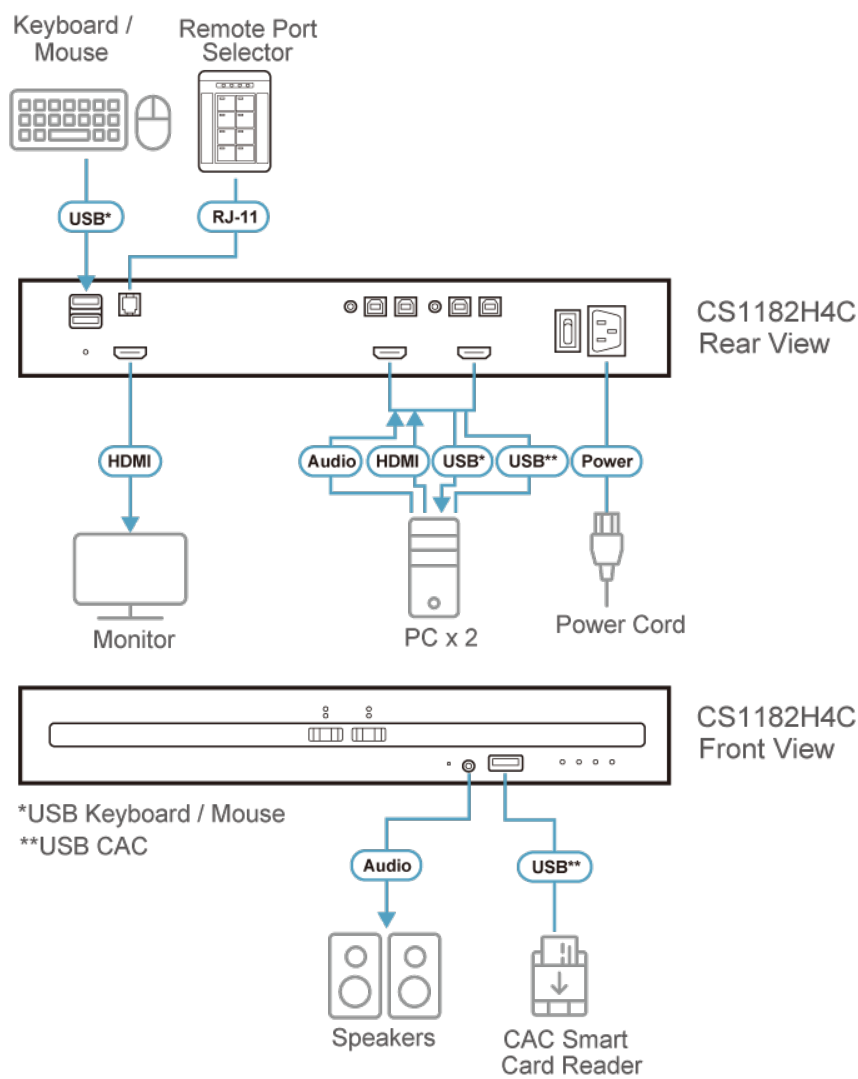 Keyboard /
Mouse
Remote Port
Selector
USB*
RJ-11
CS1182H4C
Rear View
HDMI
Audio
HDMI
USB*
USB**
Power
Monitor
PC x 2
Power Cord
CS1182H4C
Front View
*USB Keyboard / Mouse
**USB CAC
Audio
USB**
Speakers
CAC Smart
Card Reader